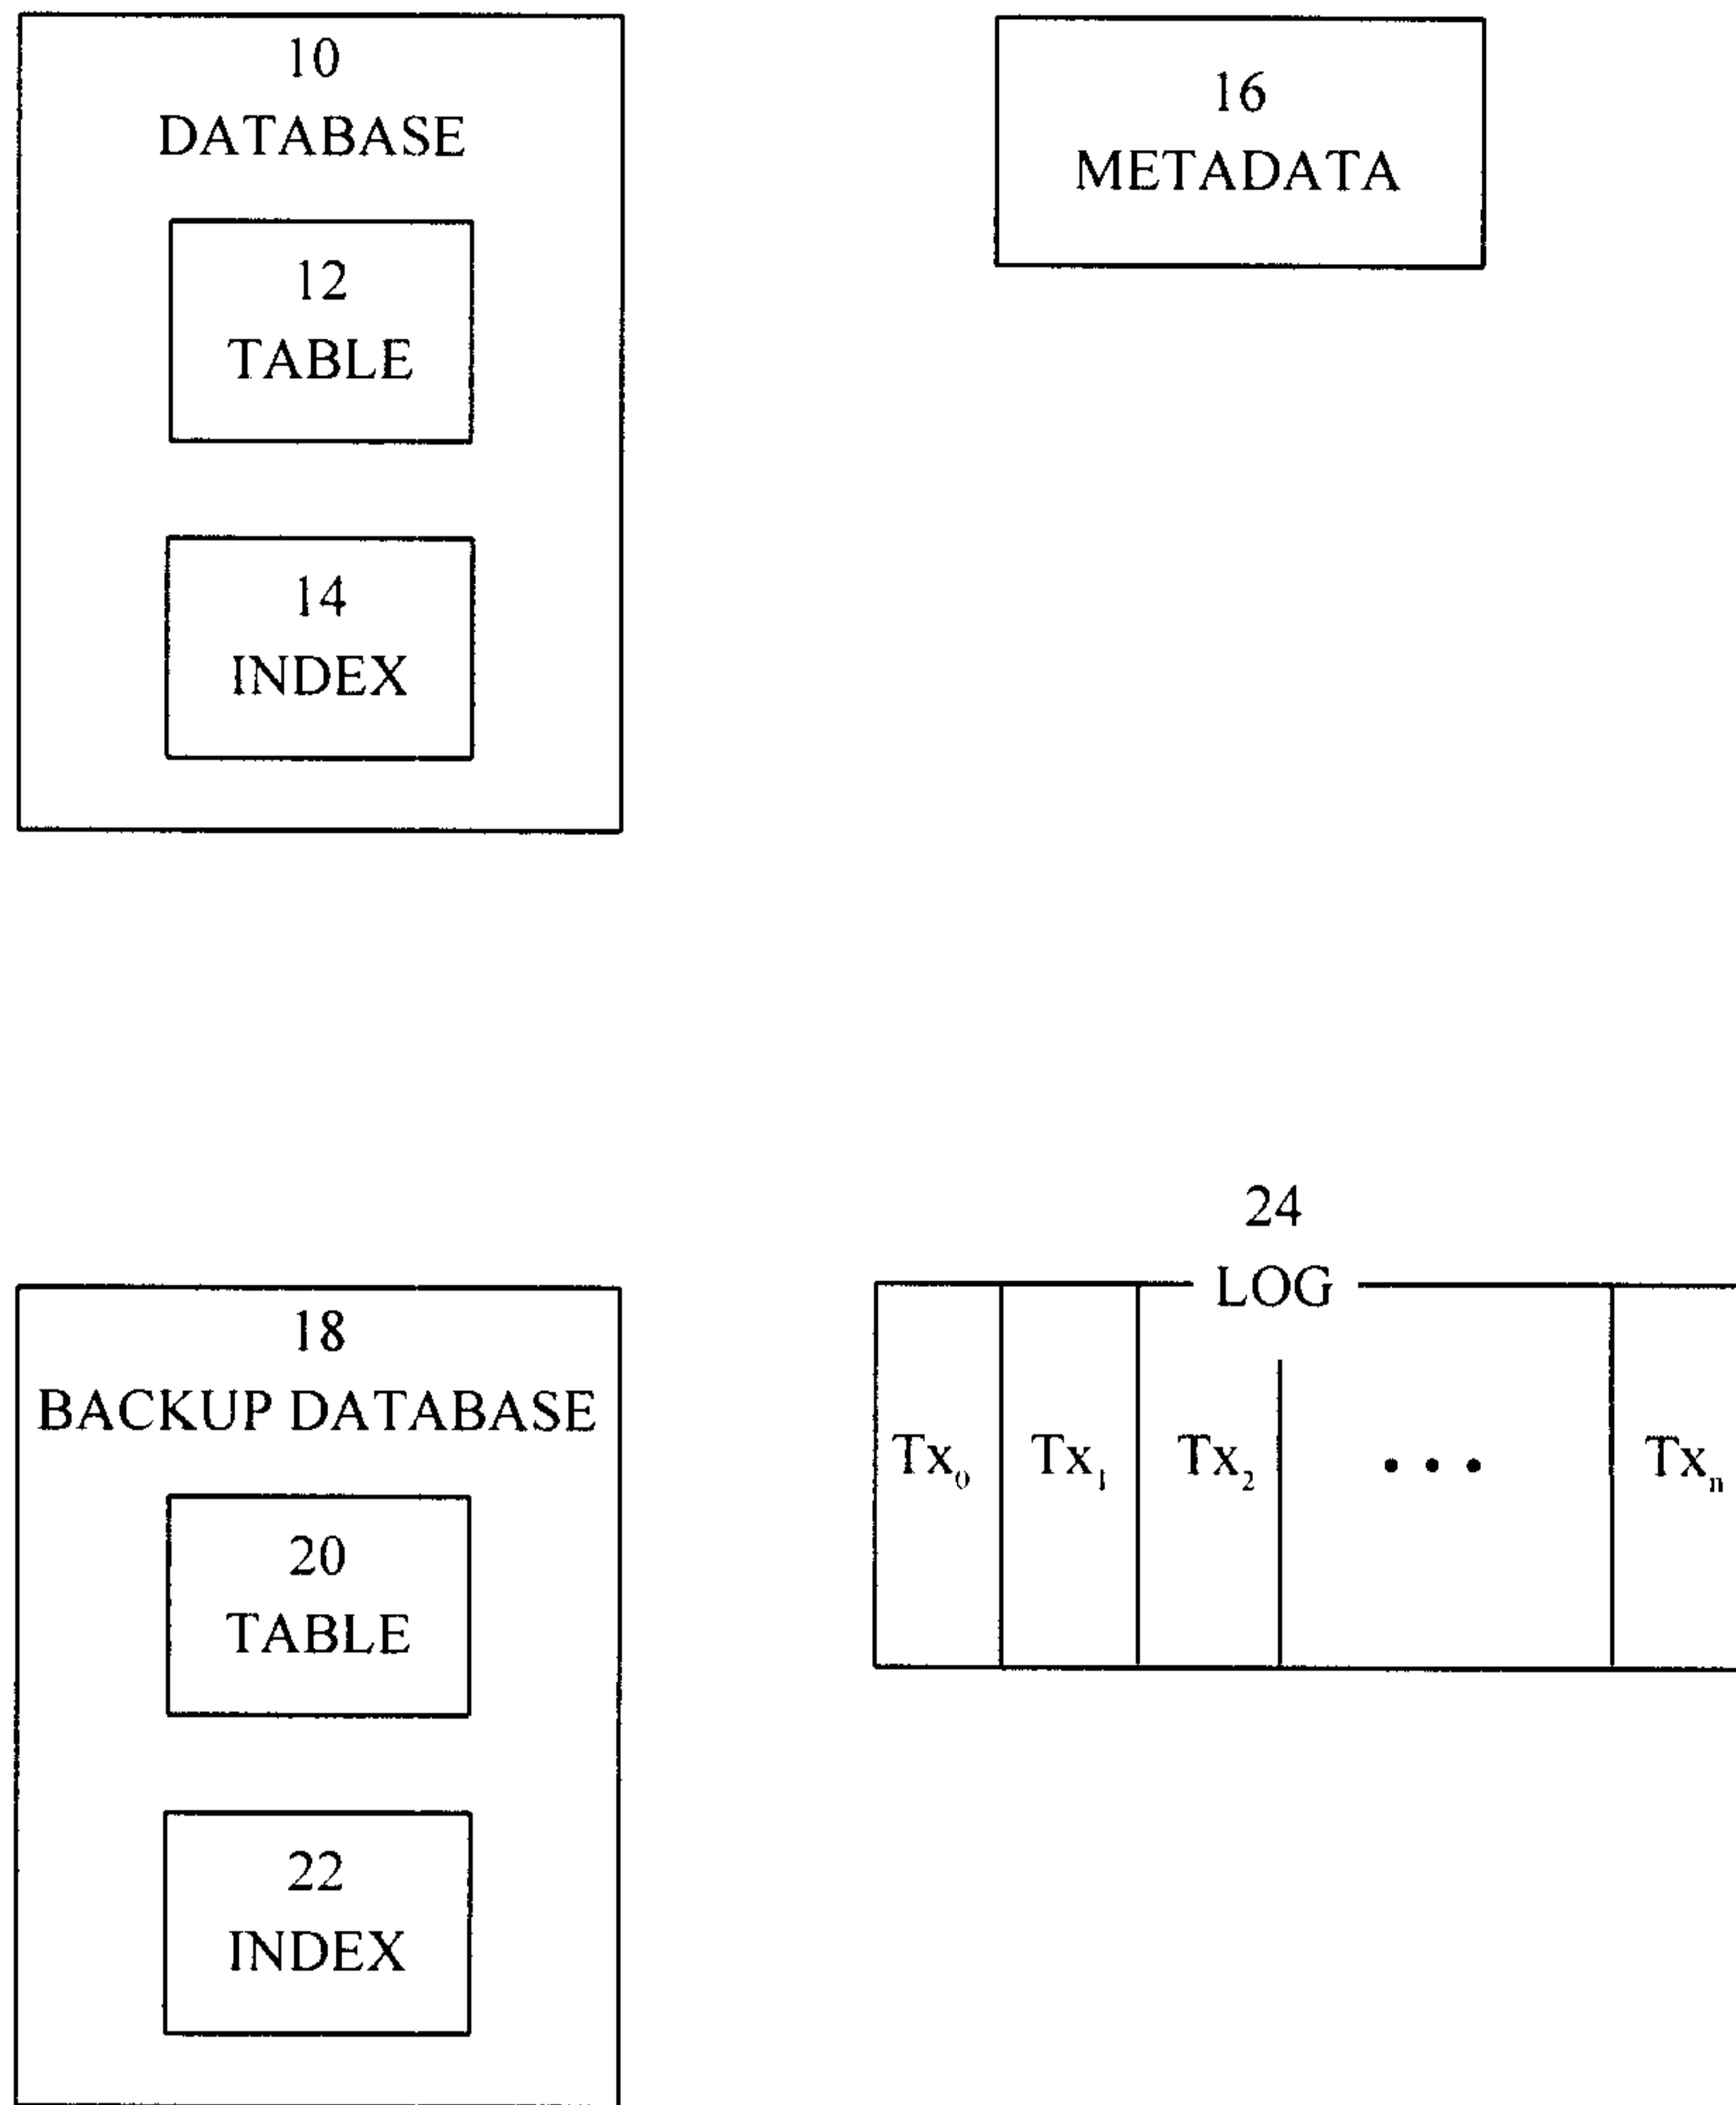 10
DATABASE
12
TABLE
14
INDEX
16
METADATA
18
BACKUP DATABASE
20
TABLE
22
INDEX
24
LOG
Tx₀ Tx₁ Tx₂ • • • Txₙ